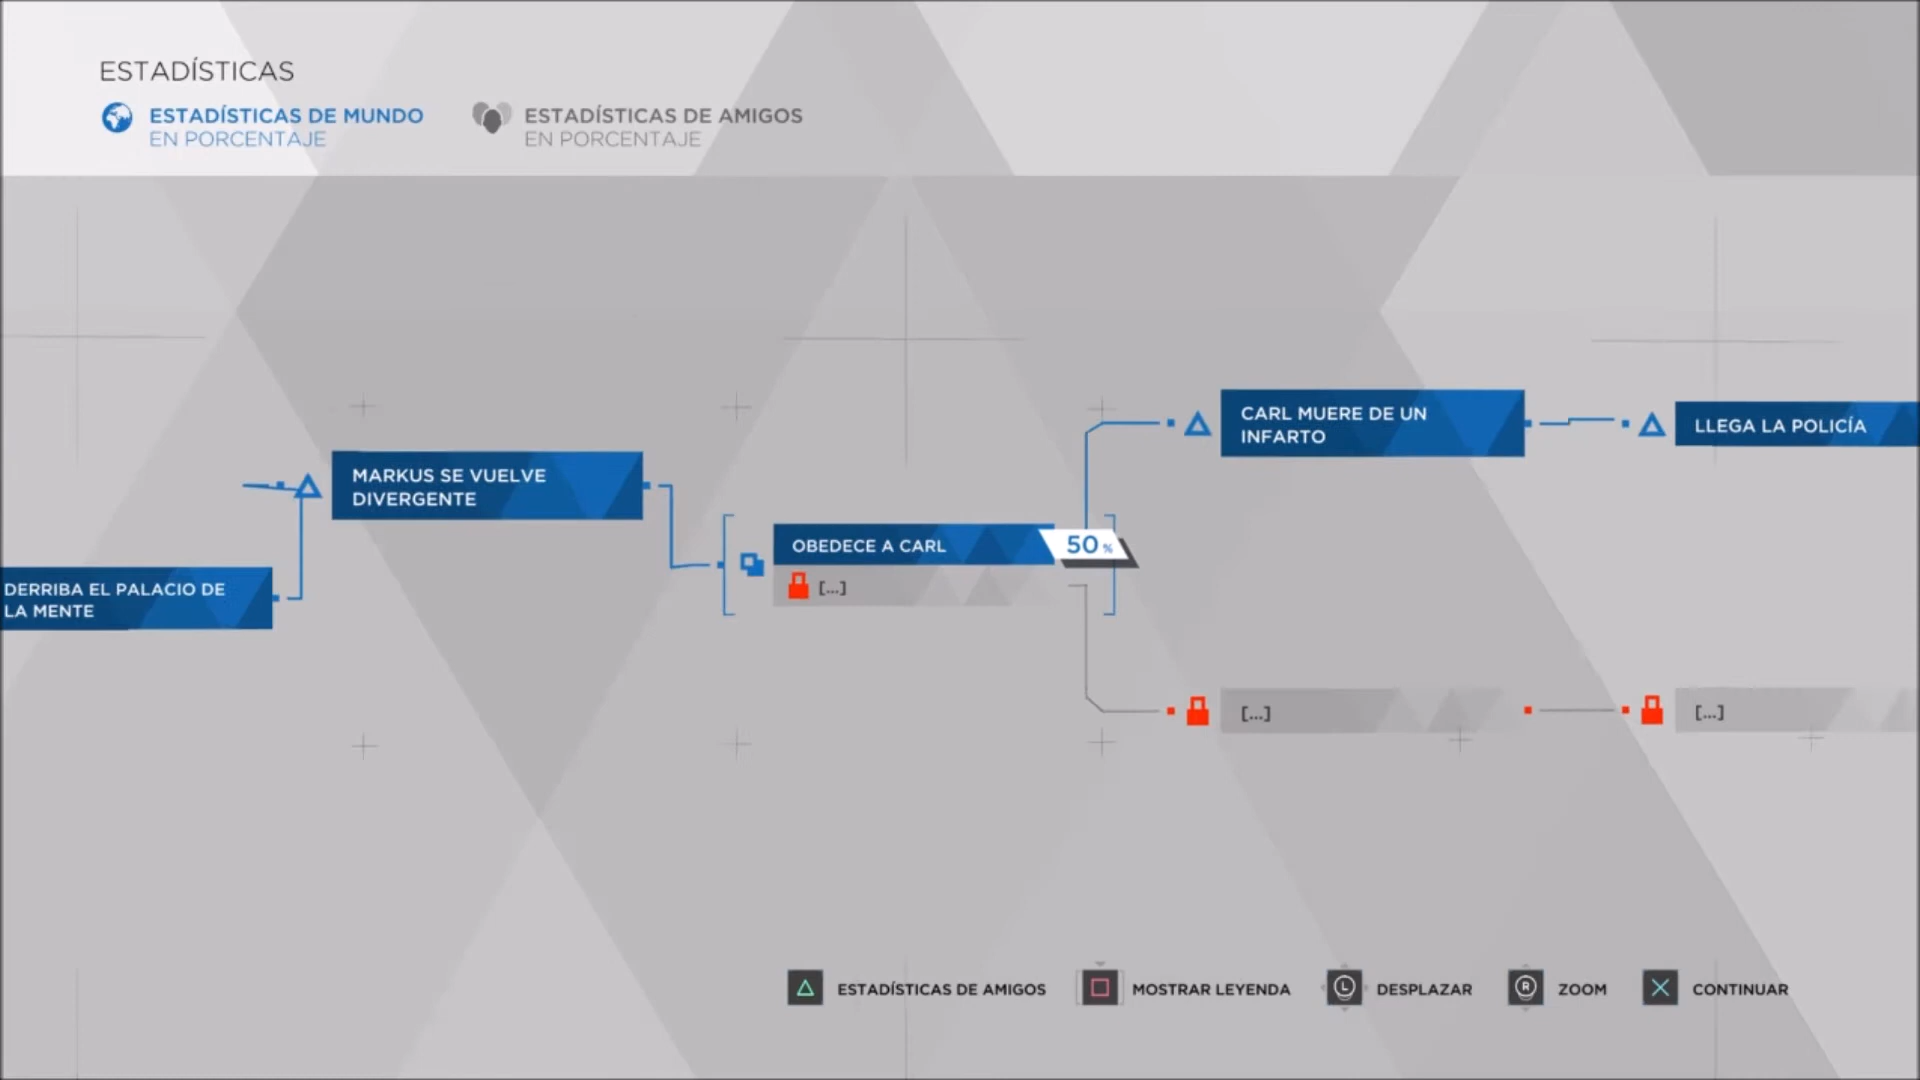 ESTADÍSTICAS
ESTADÍSTICAS DE MUNDO
EN PORCENTAJE
ESTADÍSTICAS DE AMIGOS
EN PORCENTAJE
CARL MUERE DE UN
INFARTO
LLEGA LA POLICÍA
MARKUS SE VUELVE
DIVERGENTE
OBEDECE A CARL
50 %
[...]
DERRIBA EL PALACIO DE
LA MENTE
[...]
[...]
ESTADÍSTICAS DE AMIGOS
MOSTRAR LEYENDA
L
DESPLAZAR
R
ZOOM
CONTINUAR